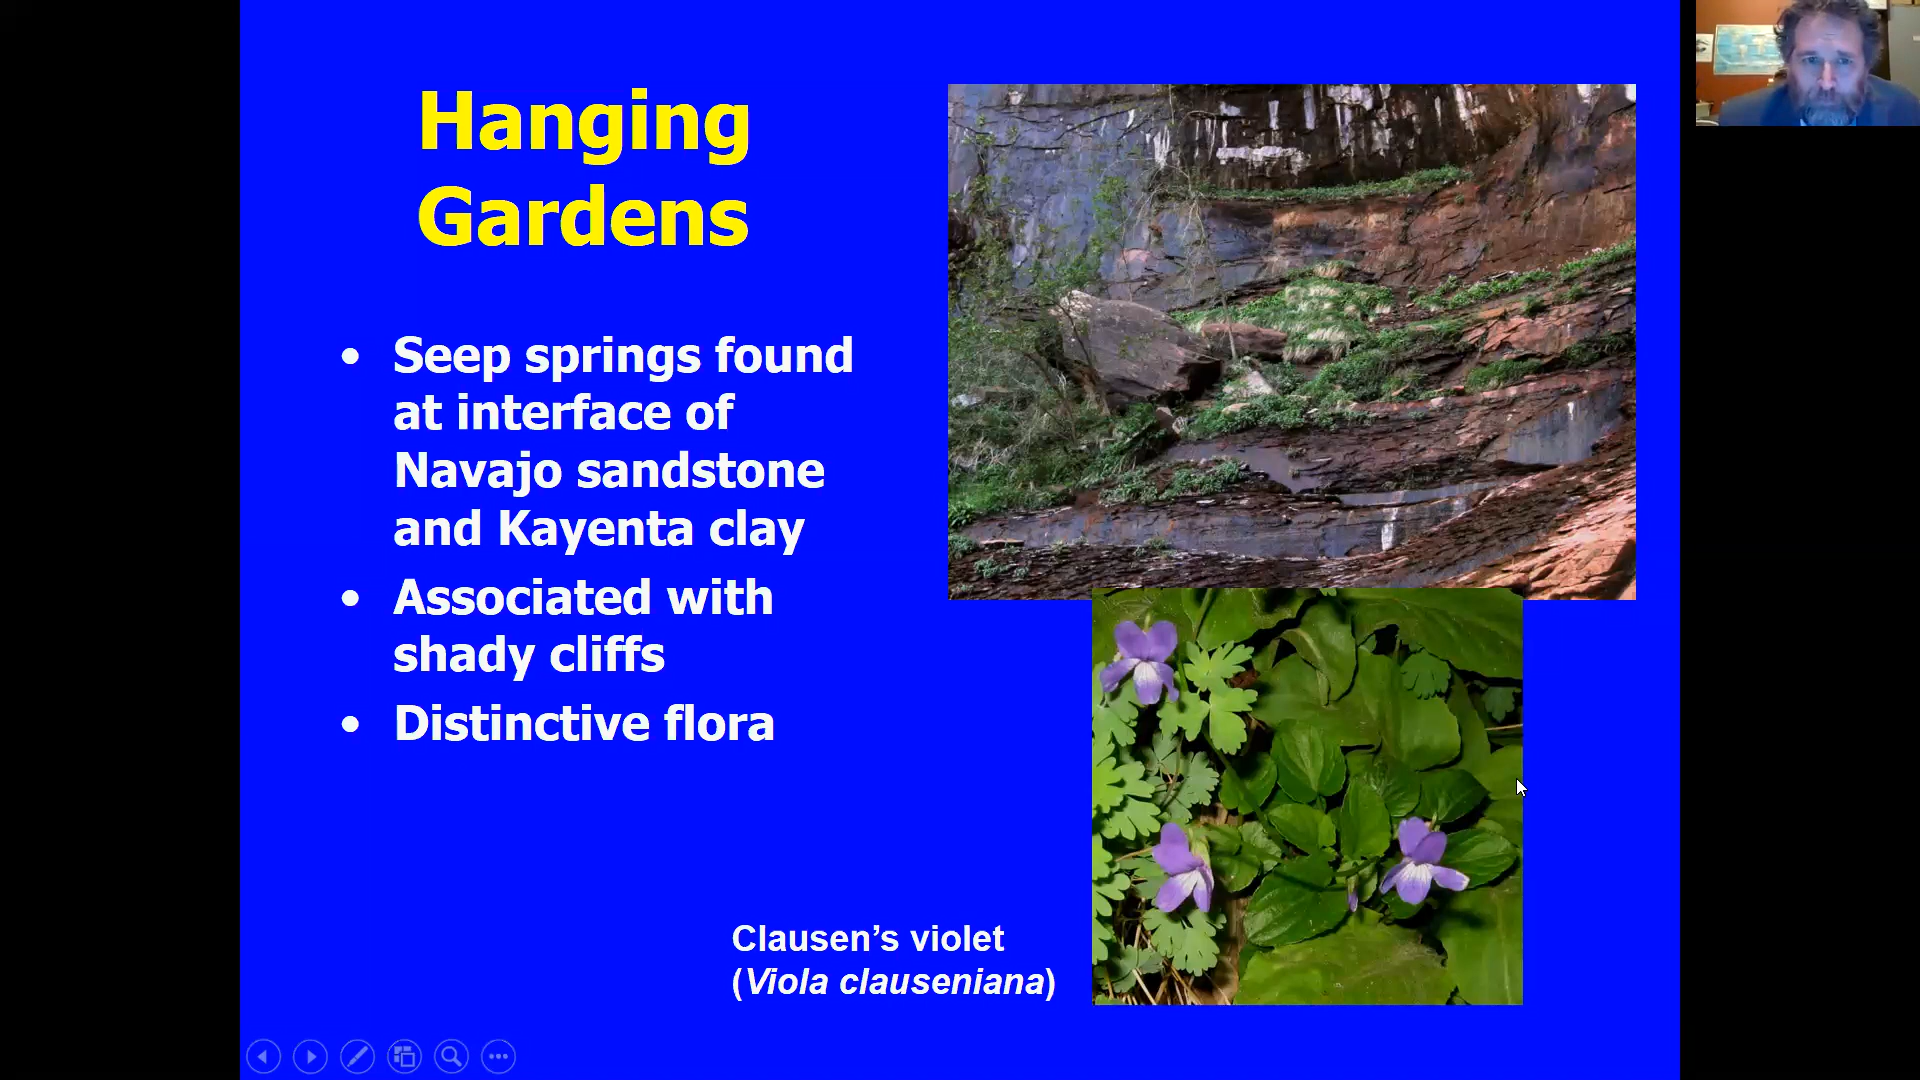 Hanging
Gardens
• Seep springs found
at interface of
Navajo sandstone
and Kayenta clay
• Associated with
shady cliffs
• Distinctive flora
Clausen’s violet
(Viola clauseniana)